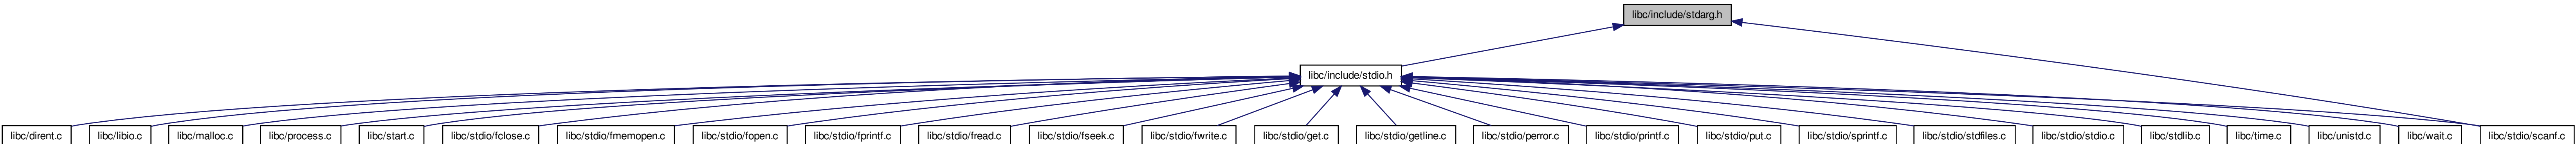 libc/include/stdarg.h
libc/include/stdio.h
libc/dirent.c
libc/libio.c
libc/malloc.c
libc/process.c
libc/start.c
libc/stdio/fclose.c
libc/stdio/fmemopen.c
libc/stdio/fopen.c
libc/stdio/fprintf.c
libc/stdio/fread.c
libc/stdio/fseek.c
libc/stdio/fwrite.c
libc/stdio/get.c
libc/stdio/getline.c
libc/stdio/perror.c
libc/stdio/printf.c
libc/stdio/put.c
libc/stdio/sprintf.c
libc/stdio/stdfiles.c
libc/stdio/stdio.c
libc/stdlib.c
libc/time.c
libc/unistd.c
libc/wait.c
libc/stdio/scanf.c